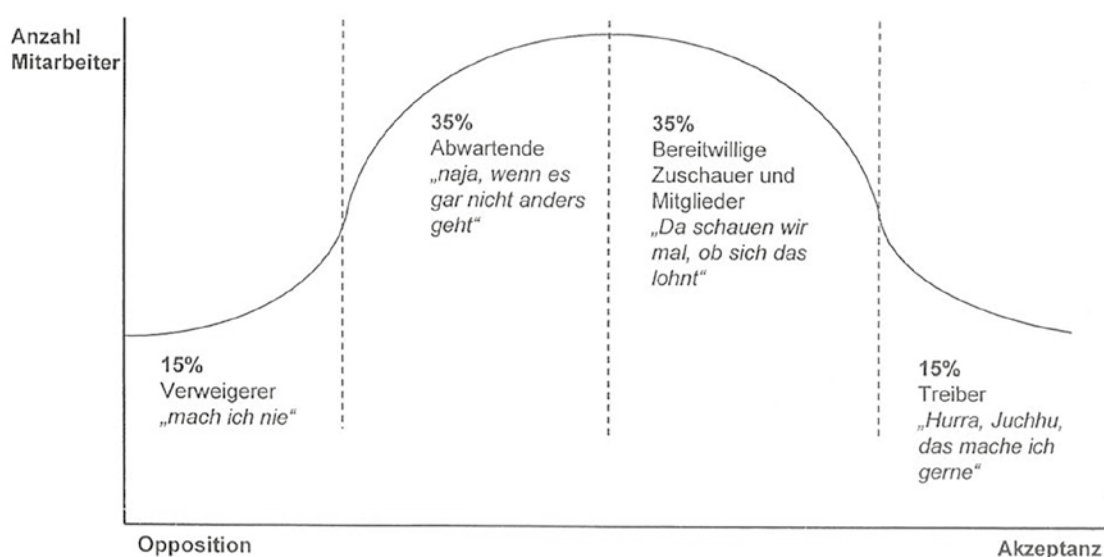 Anzahl
Mitarbeiter
35%
Abwartende
„naja, wenn es
gar nicht anders
geht“
35%
Bereitwillige
Zuschauer und
Mitglieder
„Da schauen wir
mal, ob sich das
lohnt“
15%
Verweigerer
„mach ich nie“
15%
Treiber
„Hurra, Juchhu,
das mache ich
gerne“
Opposition
Akzeptanz